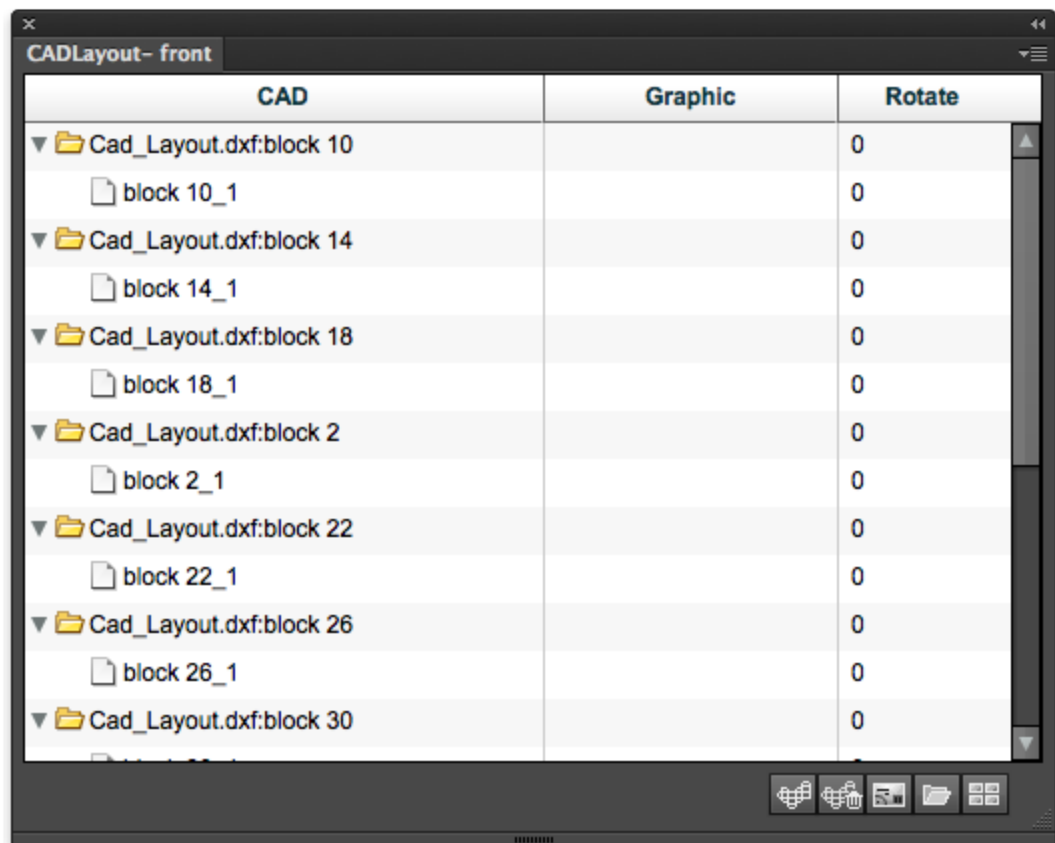 CADLayout– front
CAD Graphic Rotate
Cad_Layout.dxf:block 10 0
block 10_1 0
Cad_Layout.dxf:block 14 0
block 14_1 0
Cad_Layout.dxf:block 18 0
block 18_1 0
Cad_Layout.dxf:block 2 0
block 2_1 0
Cad_Layout.dxf:block 22 0
block 22_1 0
Cad_Layout.dxf:block 26 0
block 26_1 0
Cad_Layout.dxf:block 30 0